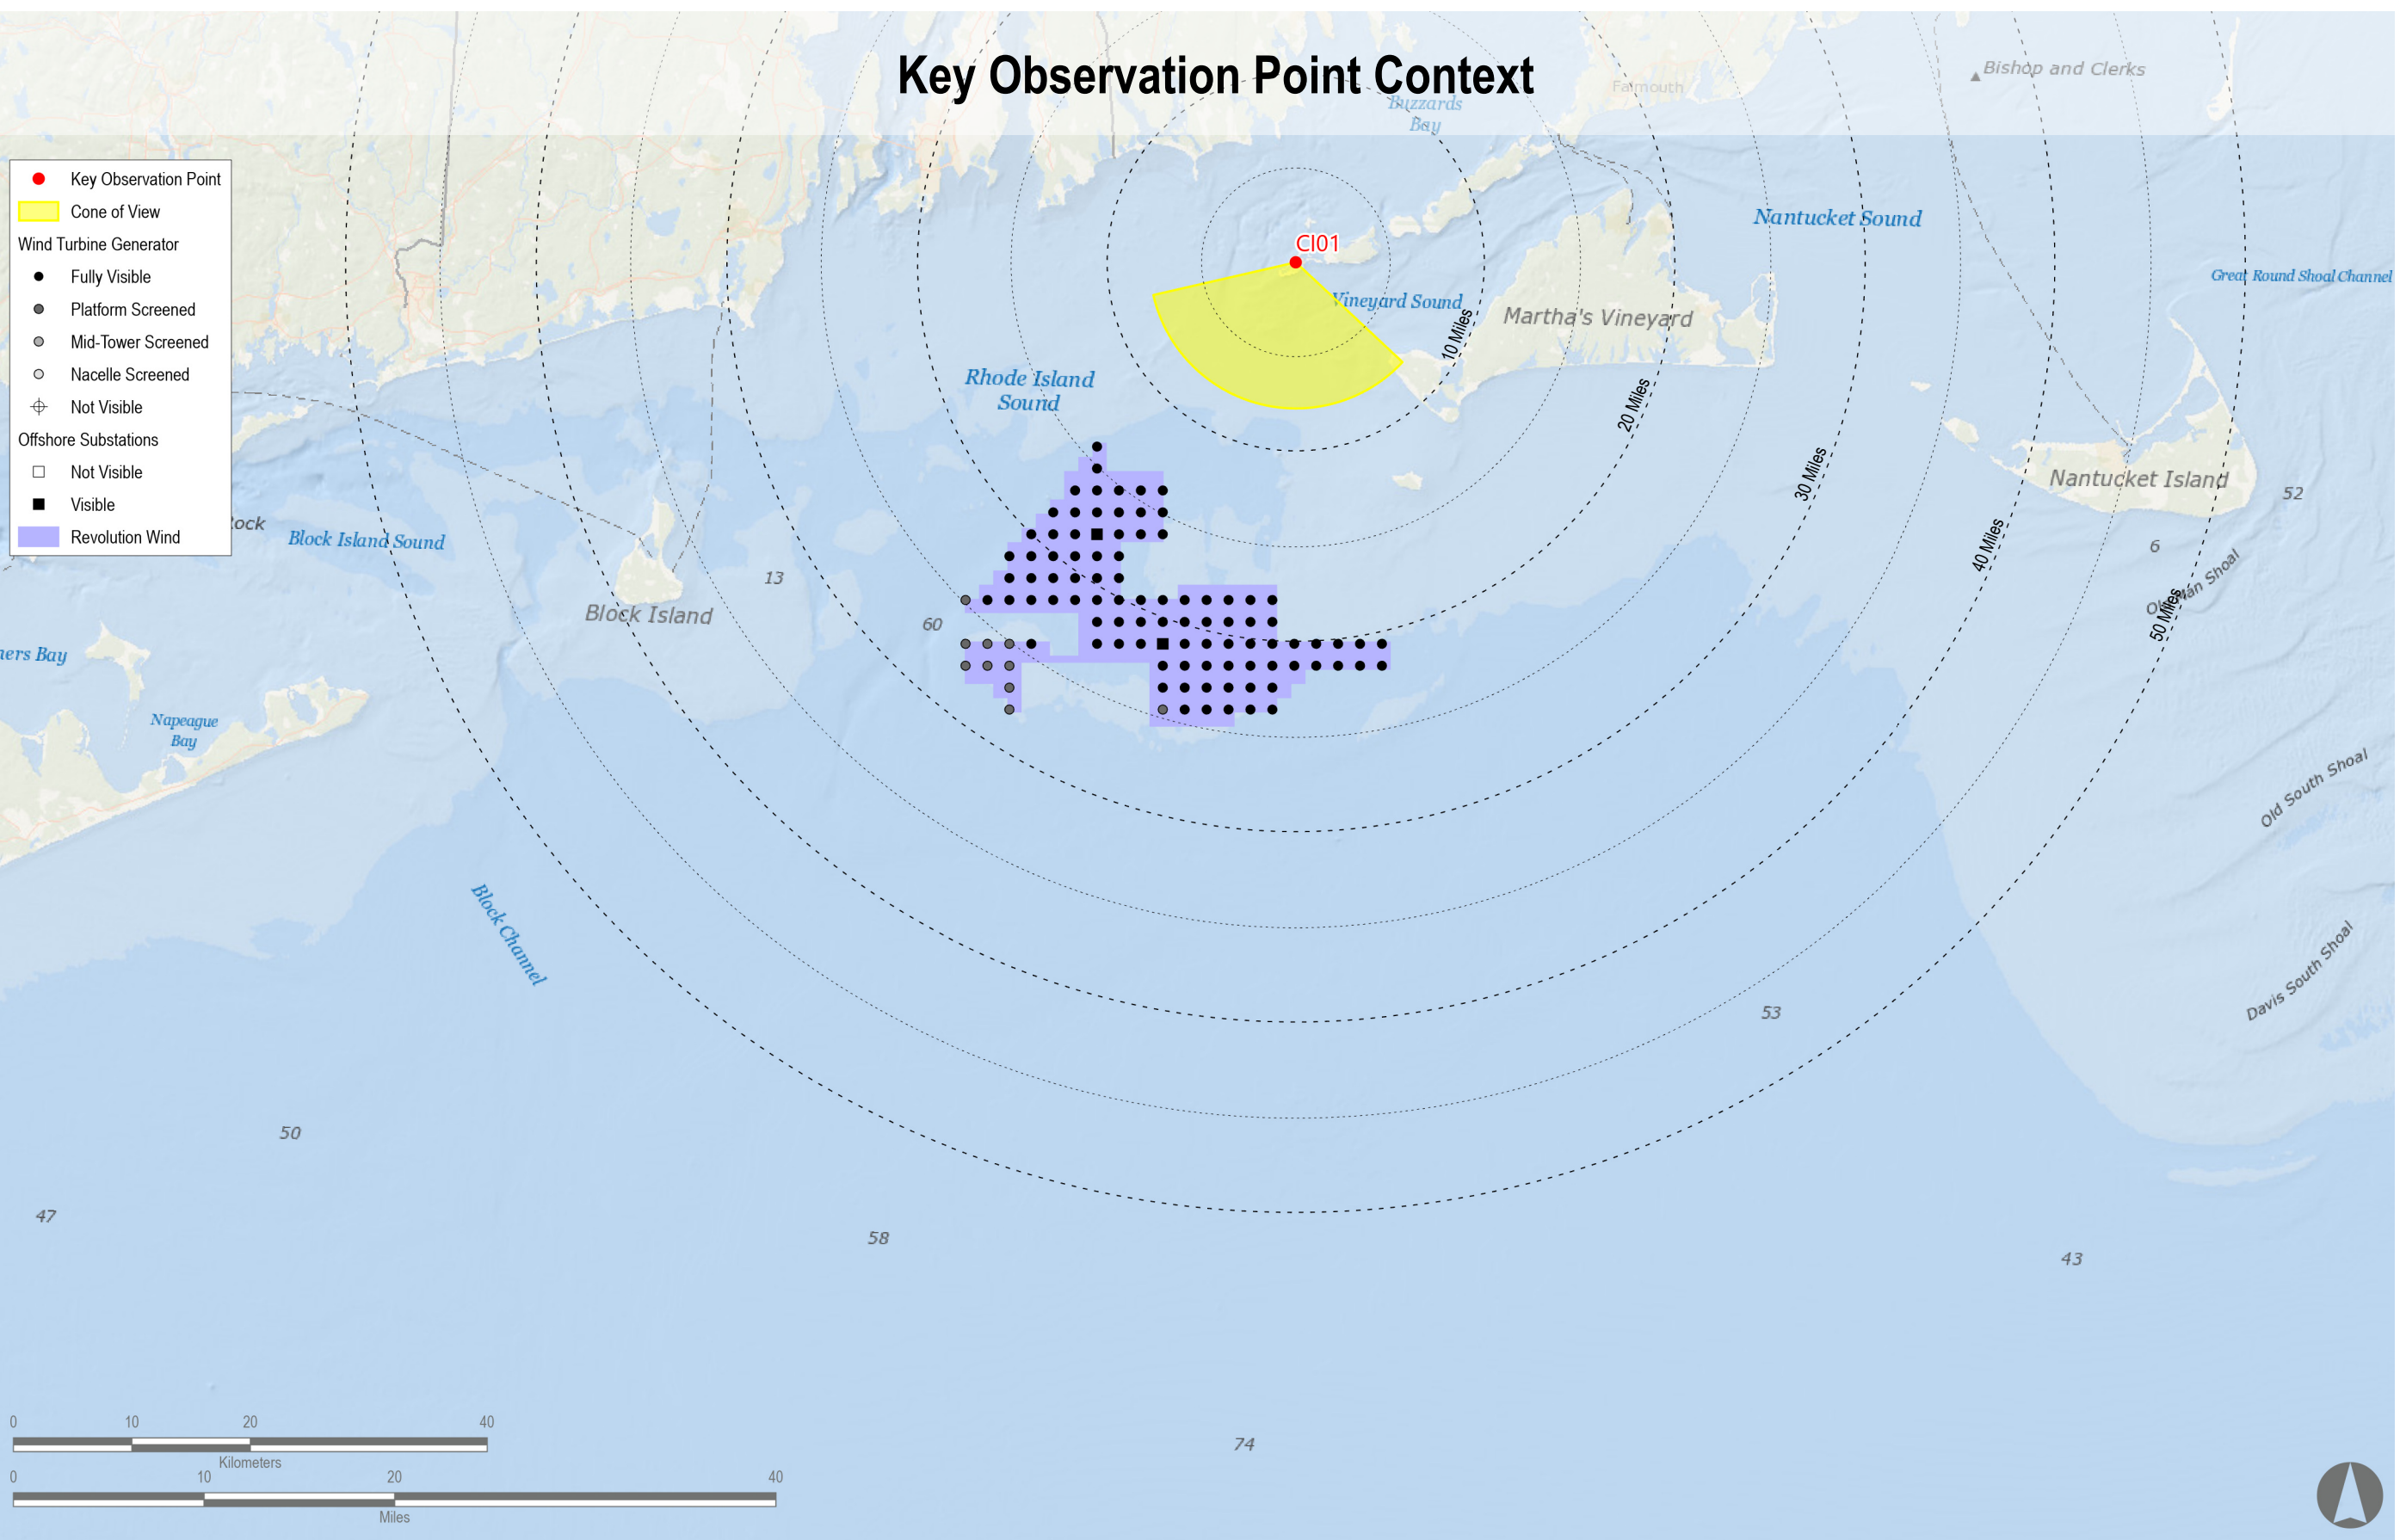 Key Observation Point Context
Bishop and Clerks
Falmouth
Buzzards
Bay
Key Observation Point
Cone of View
Wind Turbine Generator
Fully Visible
Platform Screened
Mid-Tower Screened
Nacelle Screened
Not Visible
Offshore Substations
Not Visible
Visible
Revolution Wind
Nantucket Sound
CI01
Great Round Shoal Channel
Vineyard Sound
Martha's Vineyard
10 Miles
Rhode Island
Sound
20 Miles
30 Miles
Nantucket Island
52
Block Island Sound
40 Miles
6
13
Block Island
60
50 Miles
Napeague
Bay
Old South Shoal
Block Channel
Davis South Shoal
53
50
47
58
43
74
0 10 20 40
Kilometers
0 10 20 40
Miles